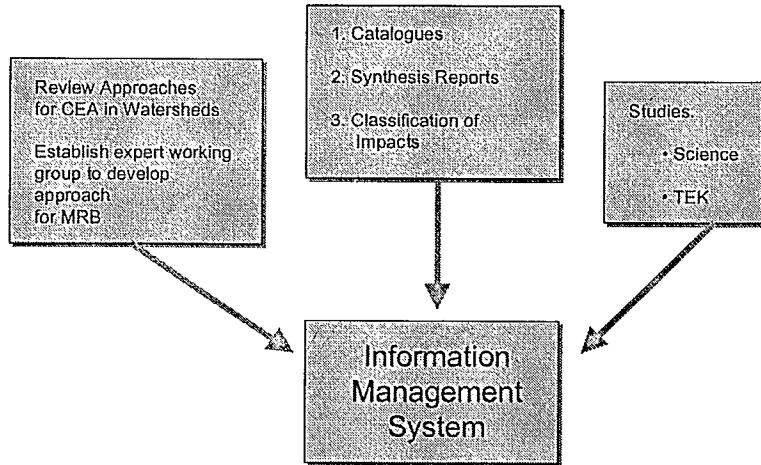 Review Approaches
for CEA in Watersheds
Establish expert working
group to develop
approach
for MRB
1. Catalogues
2. Synthesis Reports
3. Classification of
Impacts
Studies:
• Science
• TEK
Information
Management
System